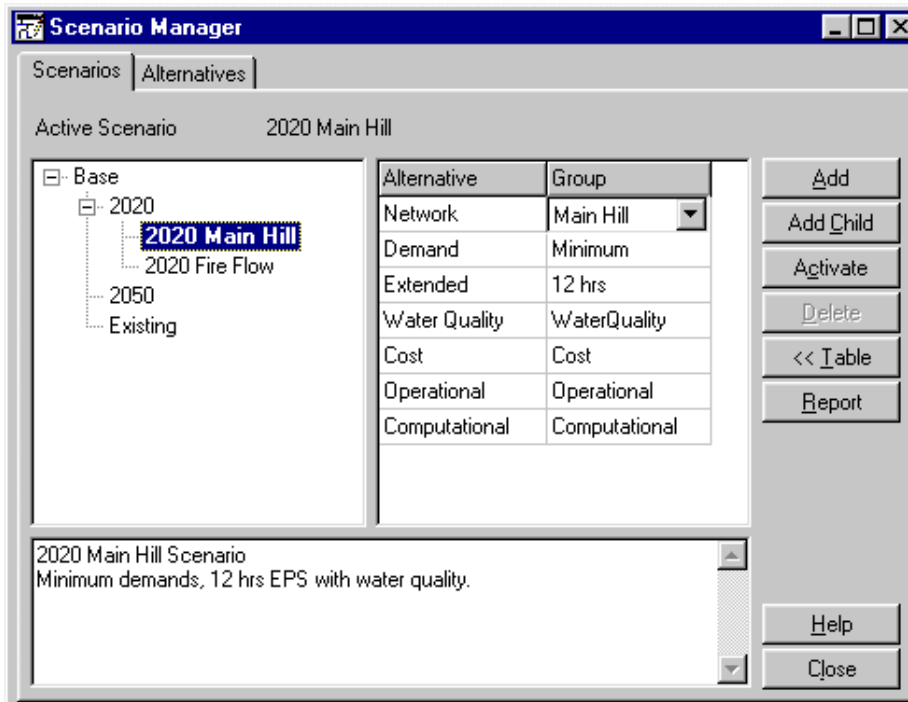 Scenario Manager
Scenarios Alternatives
Active Scenario 2020 Main Hill
Base
2020
2020 Main Hill
2020 Fire Flow
2050
Existing
Alternative Group
Network Main Hill
Demand Minimum
Extended 12 hrs
Water Quality WaterQuality
Cost Cost
Operational Operational
Computational Computational
Add
Add Child
Activate
Delete
<< Table
Report
2020 Main Hill Scenario
Minimum demands, 12 hrs EPS with water quality.
Help
Close